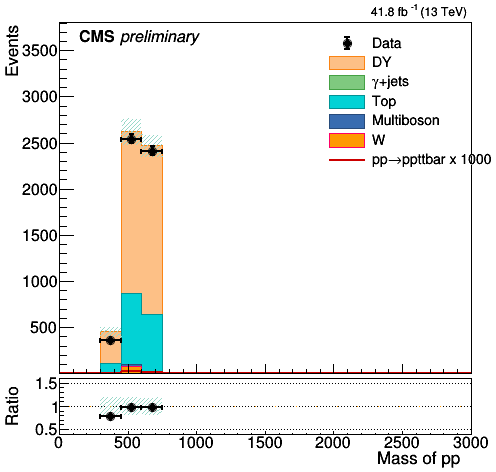 41.8 fb⁻¹ (13 TeV)
CMS preliminary
Events
3500
3000
2500
2000
1500
1000
500
Data
DY
γ+jets
Top
Multiboson
W
pp→ppttbar x 1000
Ratio
1.5
1
0.5
0 500 1000 1500 2000 2500 3000
Mass of pp